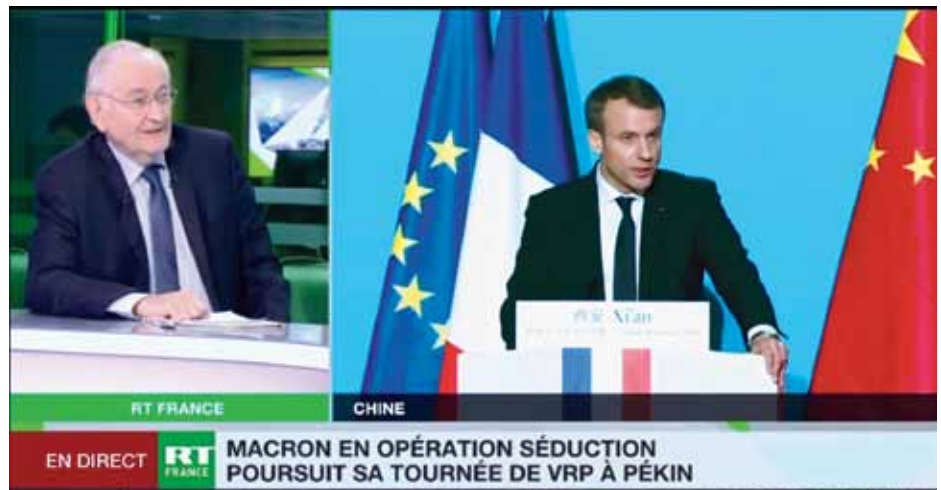 RT FRANCE
CHINE
Xi'an
EN DIRECT
RT
FRANCE
MACRON EN OPÉRATION SÉDUCTION
POURSUIT SA TOURNÉE DE VRP À PÉKIN